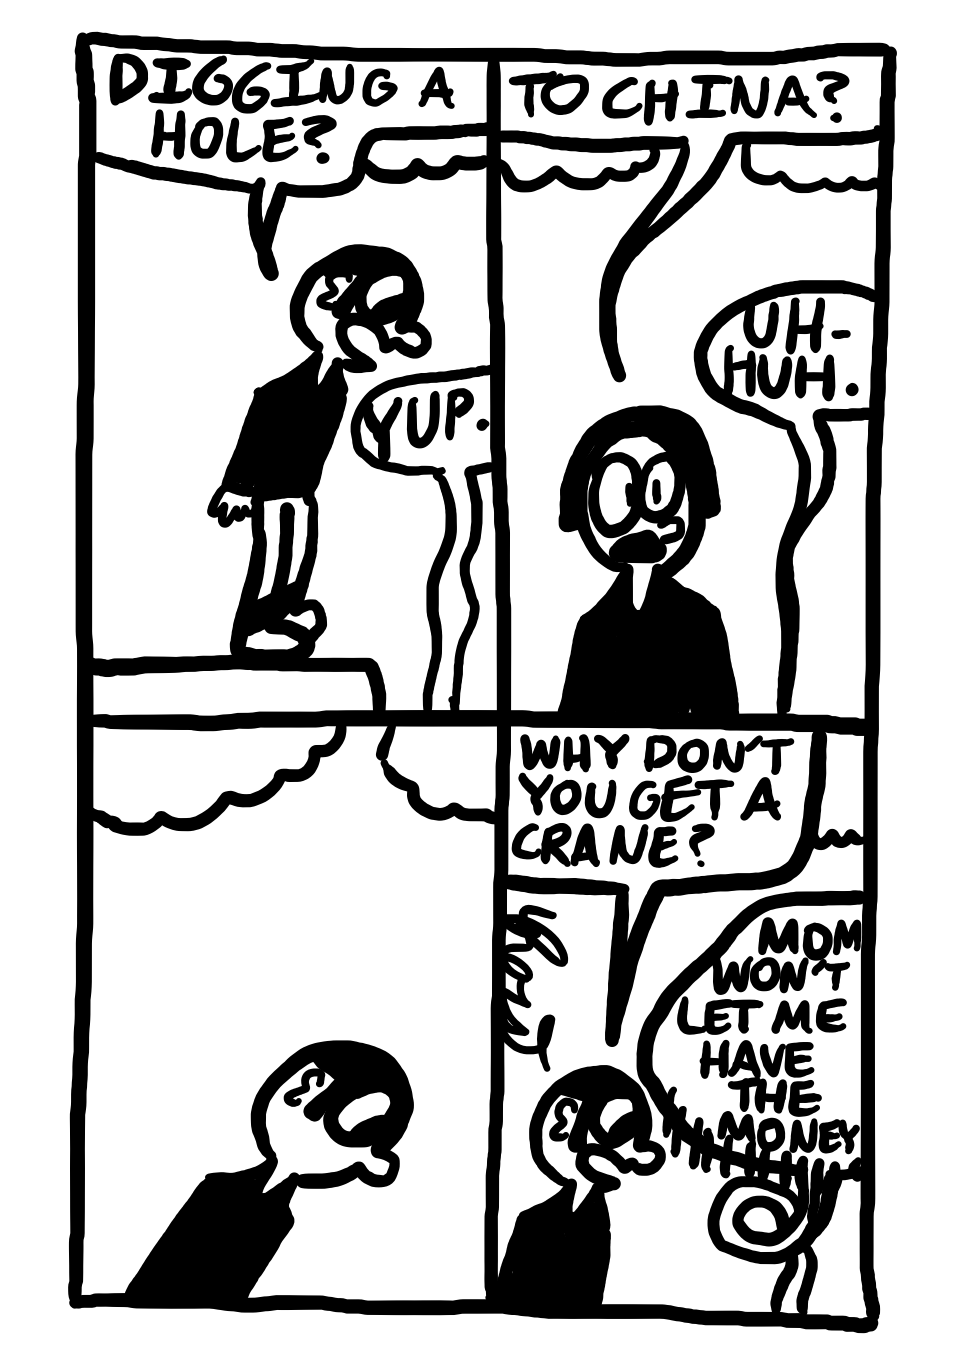 DIGGING A
HOLE?
YUP.
TO CHINA?
UH-
HUH.
WHY DON'T
YOU GET A
CRANE?
MOM
WON'T
LET ME
HAVE
THE
MONEY